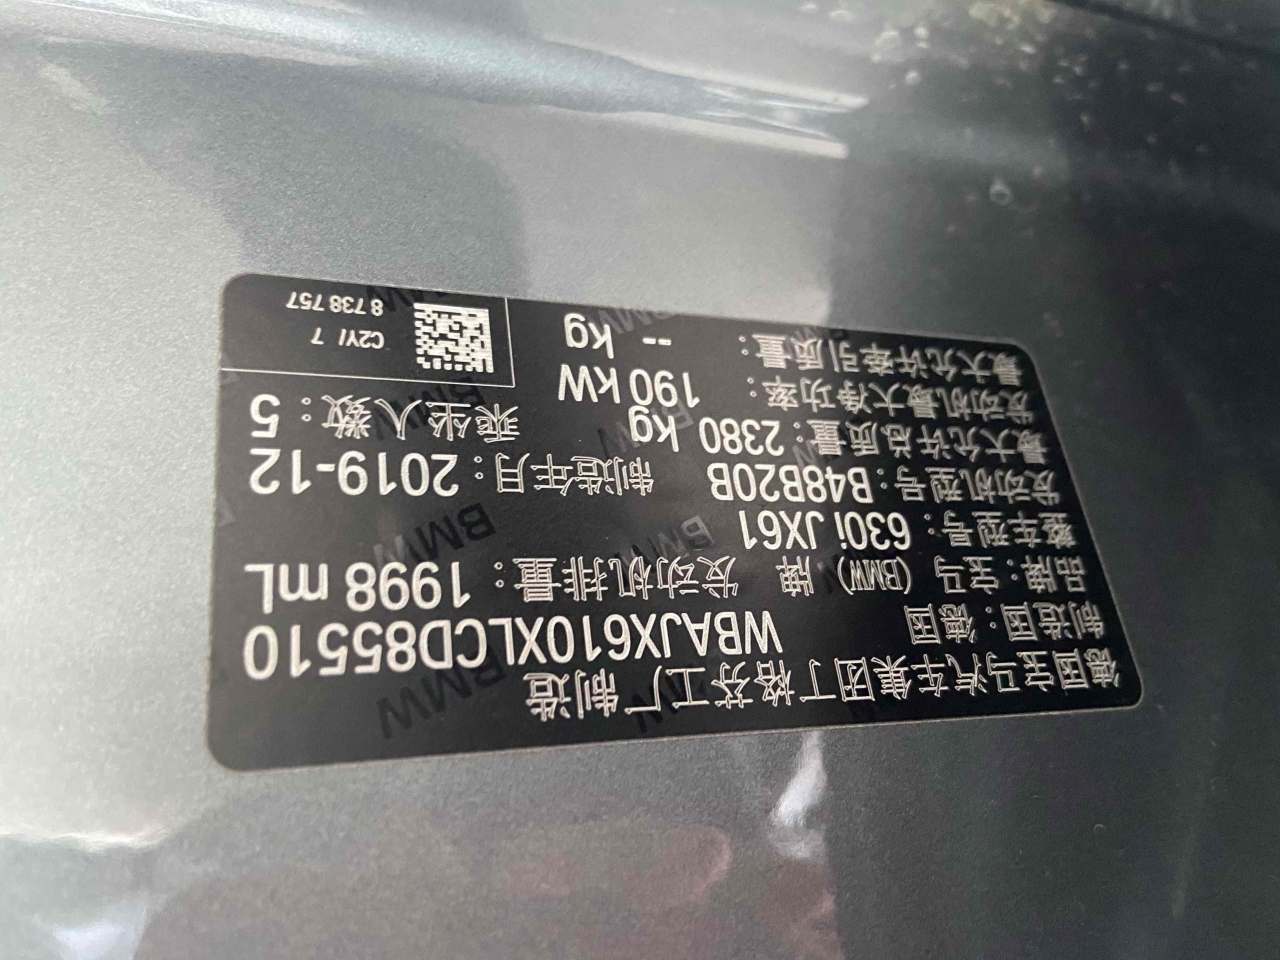 德国宝马汽车集团丁格芬工厂 制造
制造国：德国 WBAJX610XLCD85510
品牌：宝马 (BMW) 牌 发动机排量：1998 mL
整车型号：630i JX61
发动机型号：B48B20B 制造年月：2019-12
最大允许总质量：2380 kg 乘坐人数：5
发动机最大净功率：190 kW
最大允许牵引质量：-- kg
C2Y/ 7
8 738 757
BMW